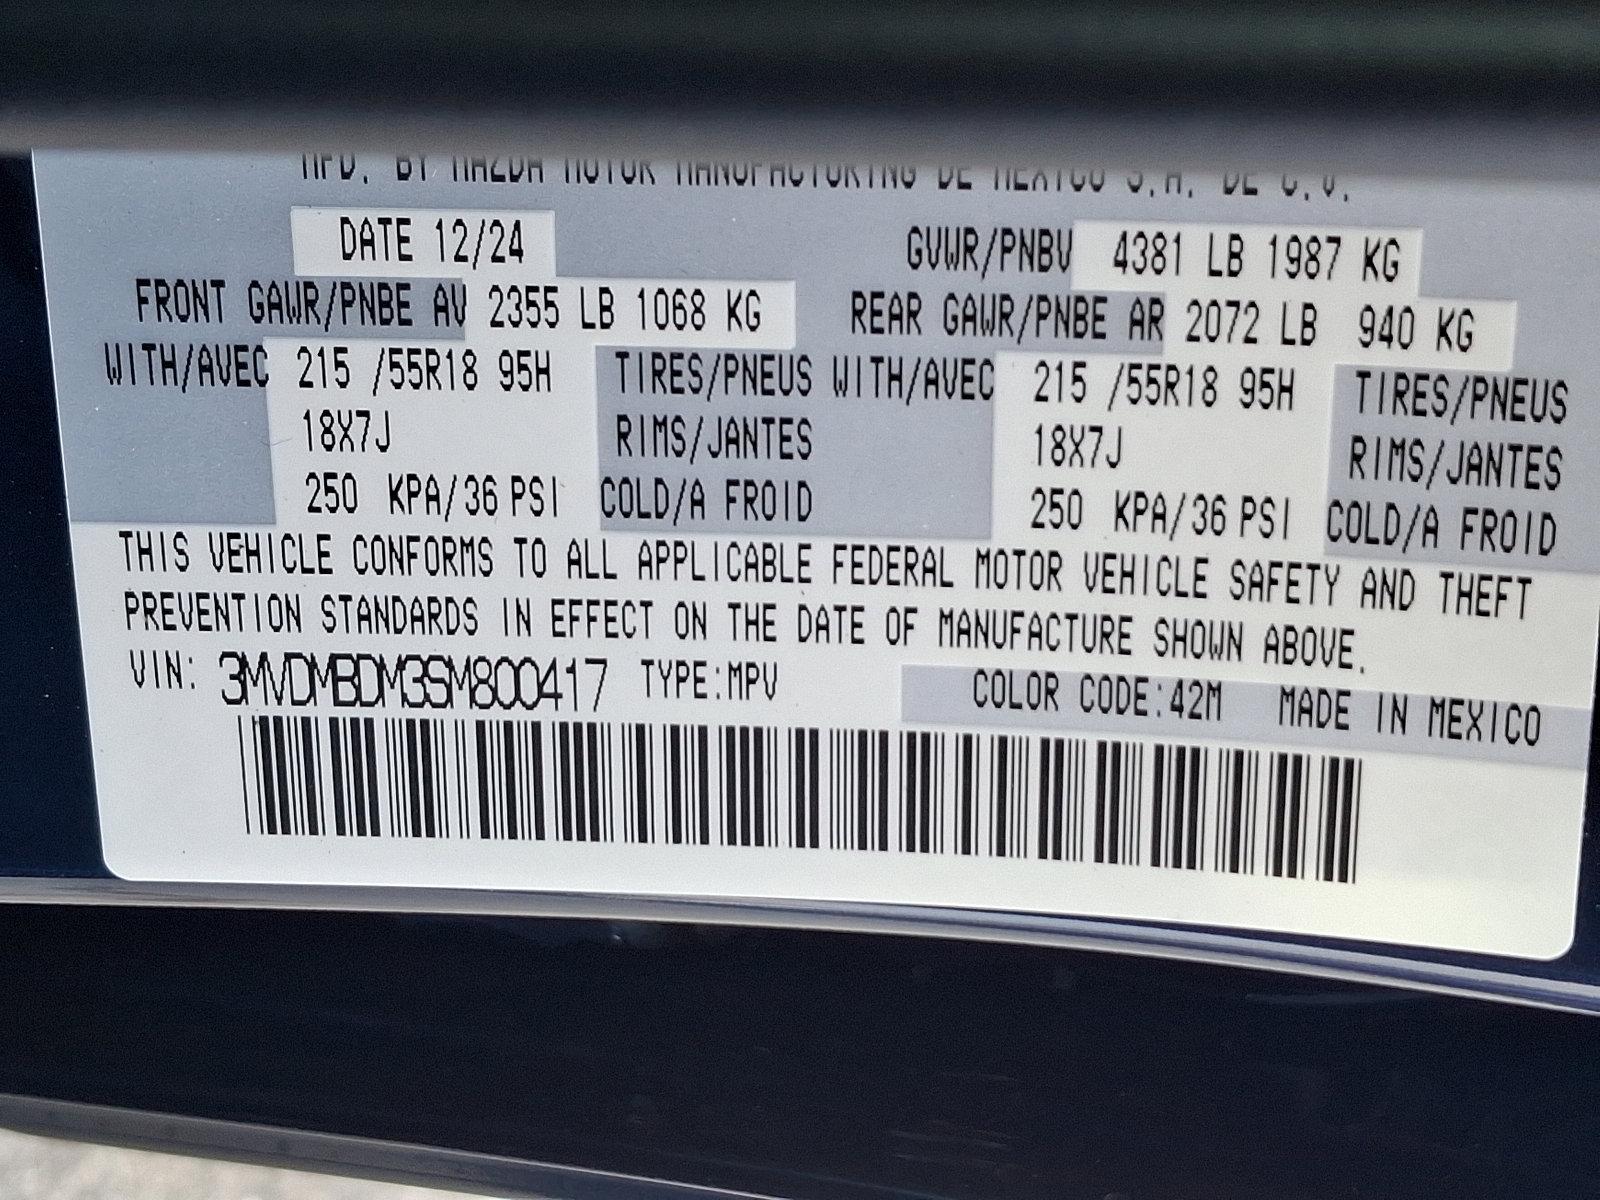 MFD. BY MAZDA MOTOR MANUFACTURING DE MEXICO S.A. DE C.V.
DATE 12/24 GVWR/PNBV 4381 LB 1987 KG
FRONT GAWR/PNBE AV 2355 LB 1068 KG REAR GAWR/PNBE AR 2072 LB 940 KG
WITH/AVEC 215 /55R18 95H TIRES/PNEUS WITH/AVEC 215 /55R18 95H TIRES/PNEUS
18X7J RIMS/JANTES 18X7J RIMS/JANTES
250 KPA/36 PSI COLD/A FROID 250 KPA/36 PSI COLD/A FROID
THIS VEHICLE CONFORMS TO ALL APPLICABLE FEDERAL MOTOR VEHICLE SAFETY AND THEFT
PREVENTION STANDARDS IN EFFECT ON THE DATE OF MANUFACTURE SHOWN ABOVE.
VIN: 3MVDMBDM3SM800417 TYPE:MPV COLOR CODE:42M MADE IN MEXICO